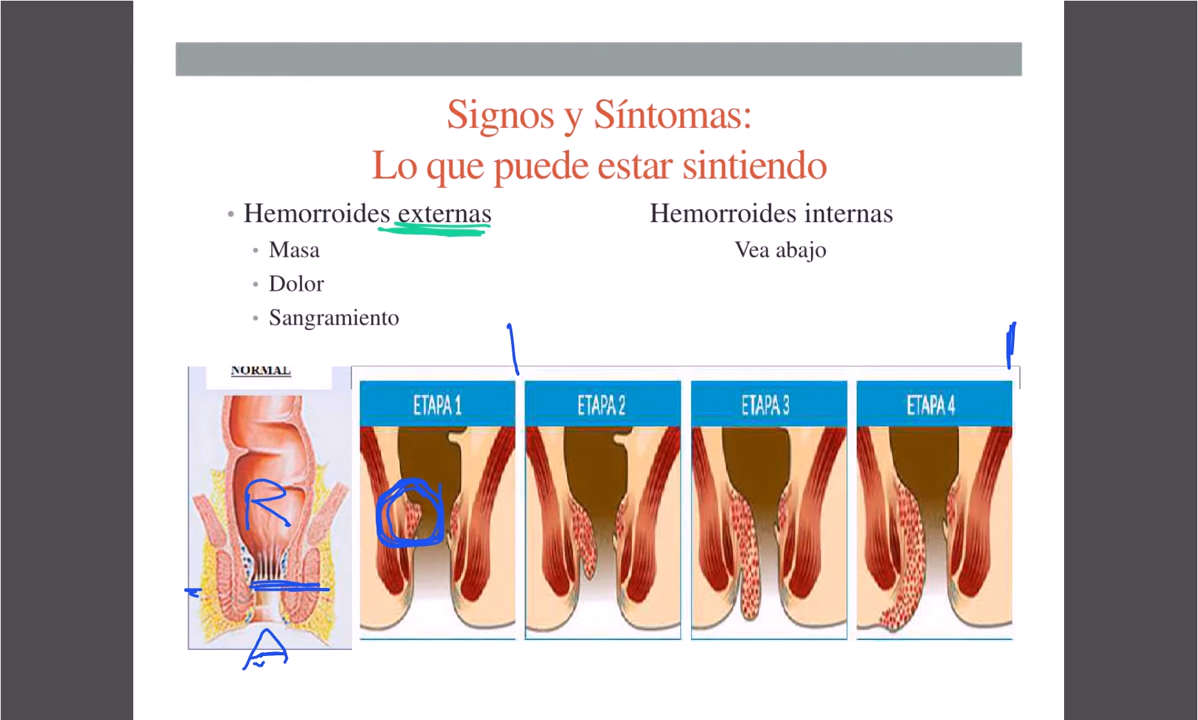 Signos y Síntomas:
Lo que puede estar sintiendo
• Hemorroides externas
• Masa
• Dolor
• Sangramiento
Hemorroides internas
Vea abajo
NORMAL
ETAPA 1
ETAPA 2
ETAPA 3
ETAPA 4
R
A